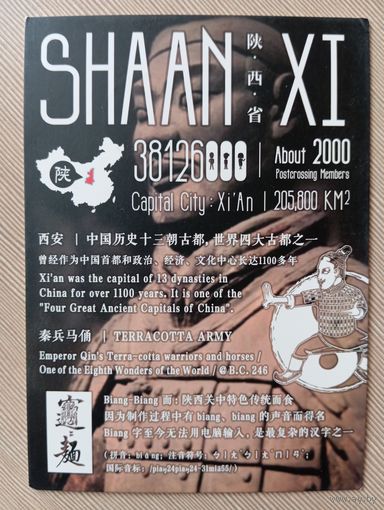 SHAANXI
陕·西·省
38126000 | About 2000
Postcrossing Members
Capital City : Xi'An | 205,800 KM²
陕
西安 | 中国历史十三朝古都，世界四大古都之一
曾经作为中国首都和政治、经济、文化中心长达1100多年
Xi'an was the capital of 13 dynasties in
China for over 1100 years. It is one of the
"Four Great Ancient Capitals of China".
秦兵马俑 | TERRACOTTA ARMY
Emperor Qin's Terra-cotta warriors and horses /
One of the Eighth Wonders of the World / @B.C. 246
Biang-Biang 面：陕西关中特色传统面食
因为制作过程中有 biang、biang 的声音而得名
Biang 字至今无法用电脑输入，是最复杂的汉字之一
麵
av.by